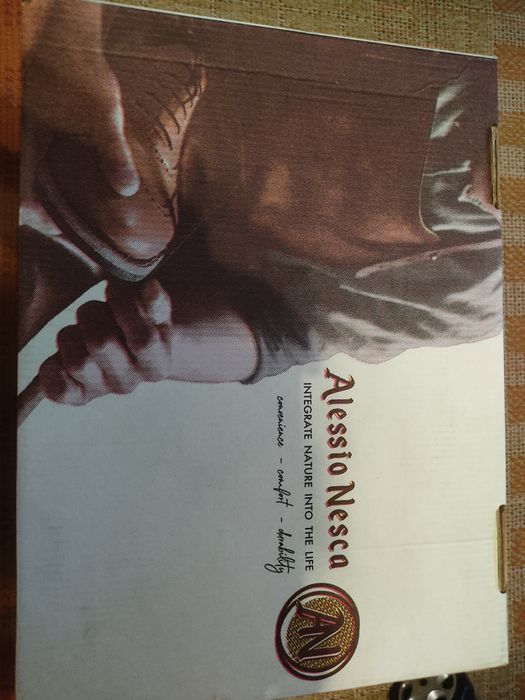 Alessio Nesca
INTEGRATE NATURE INTO THE LIFE
convenience - comfort - durability
AN